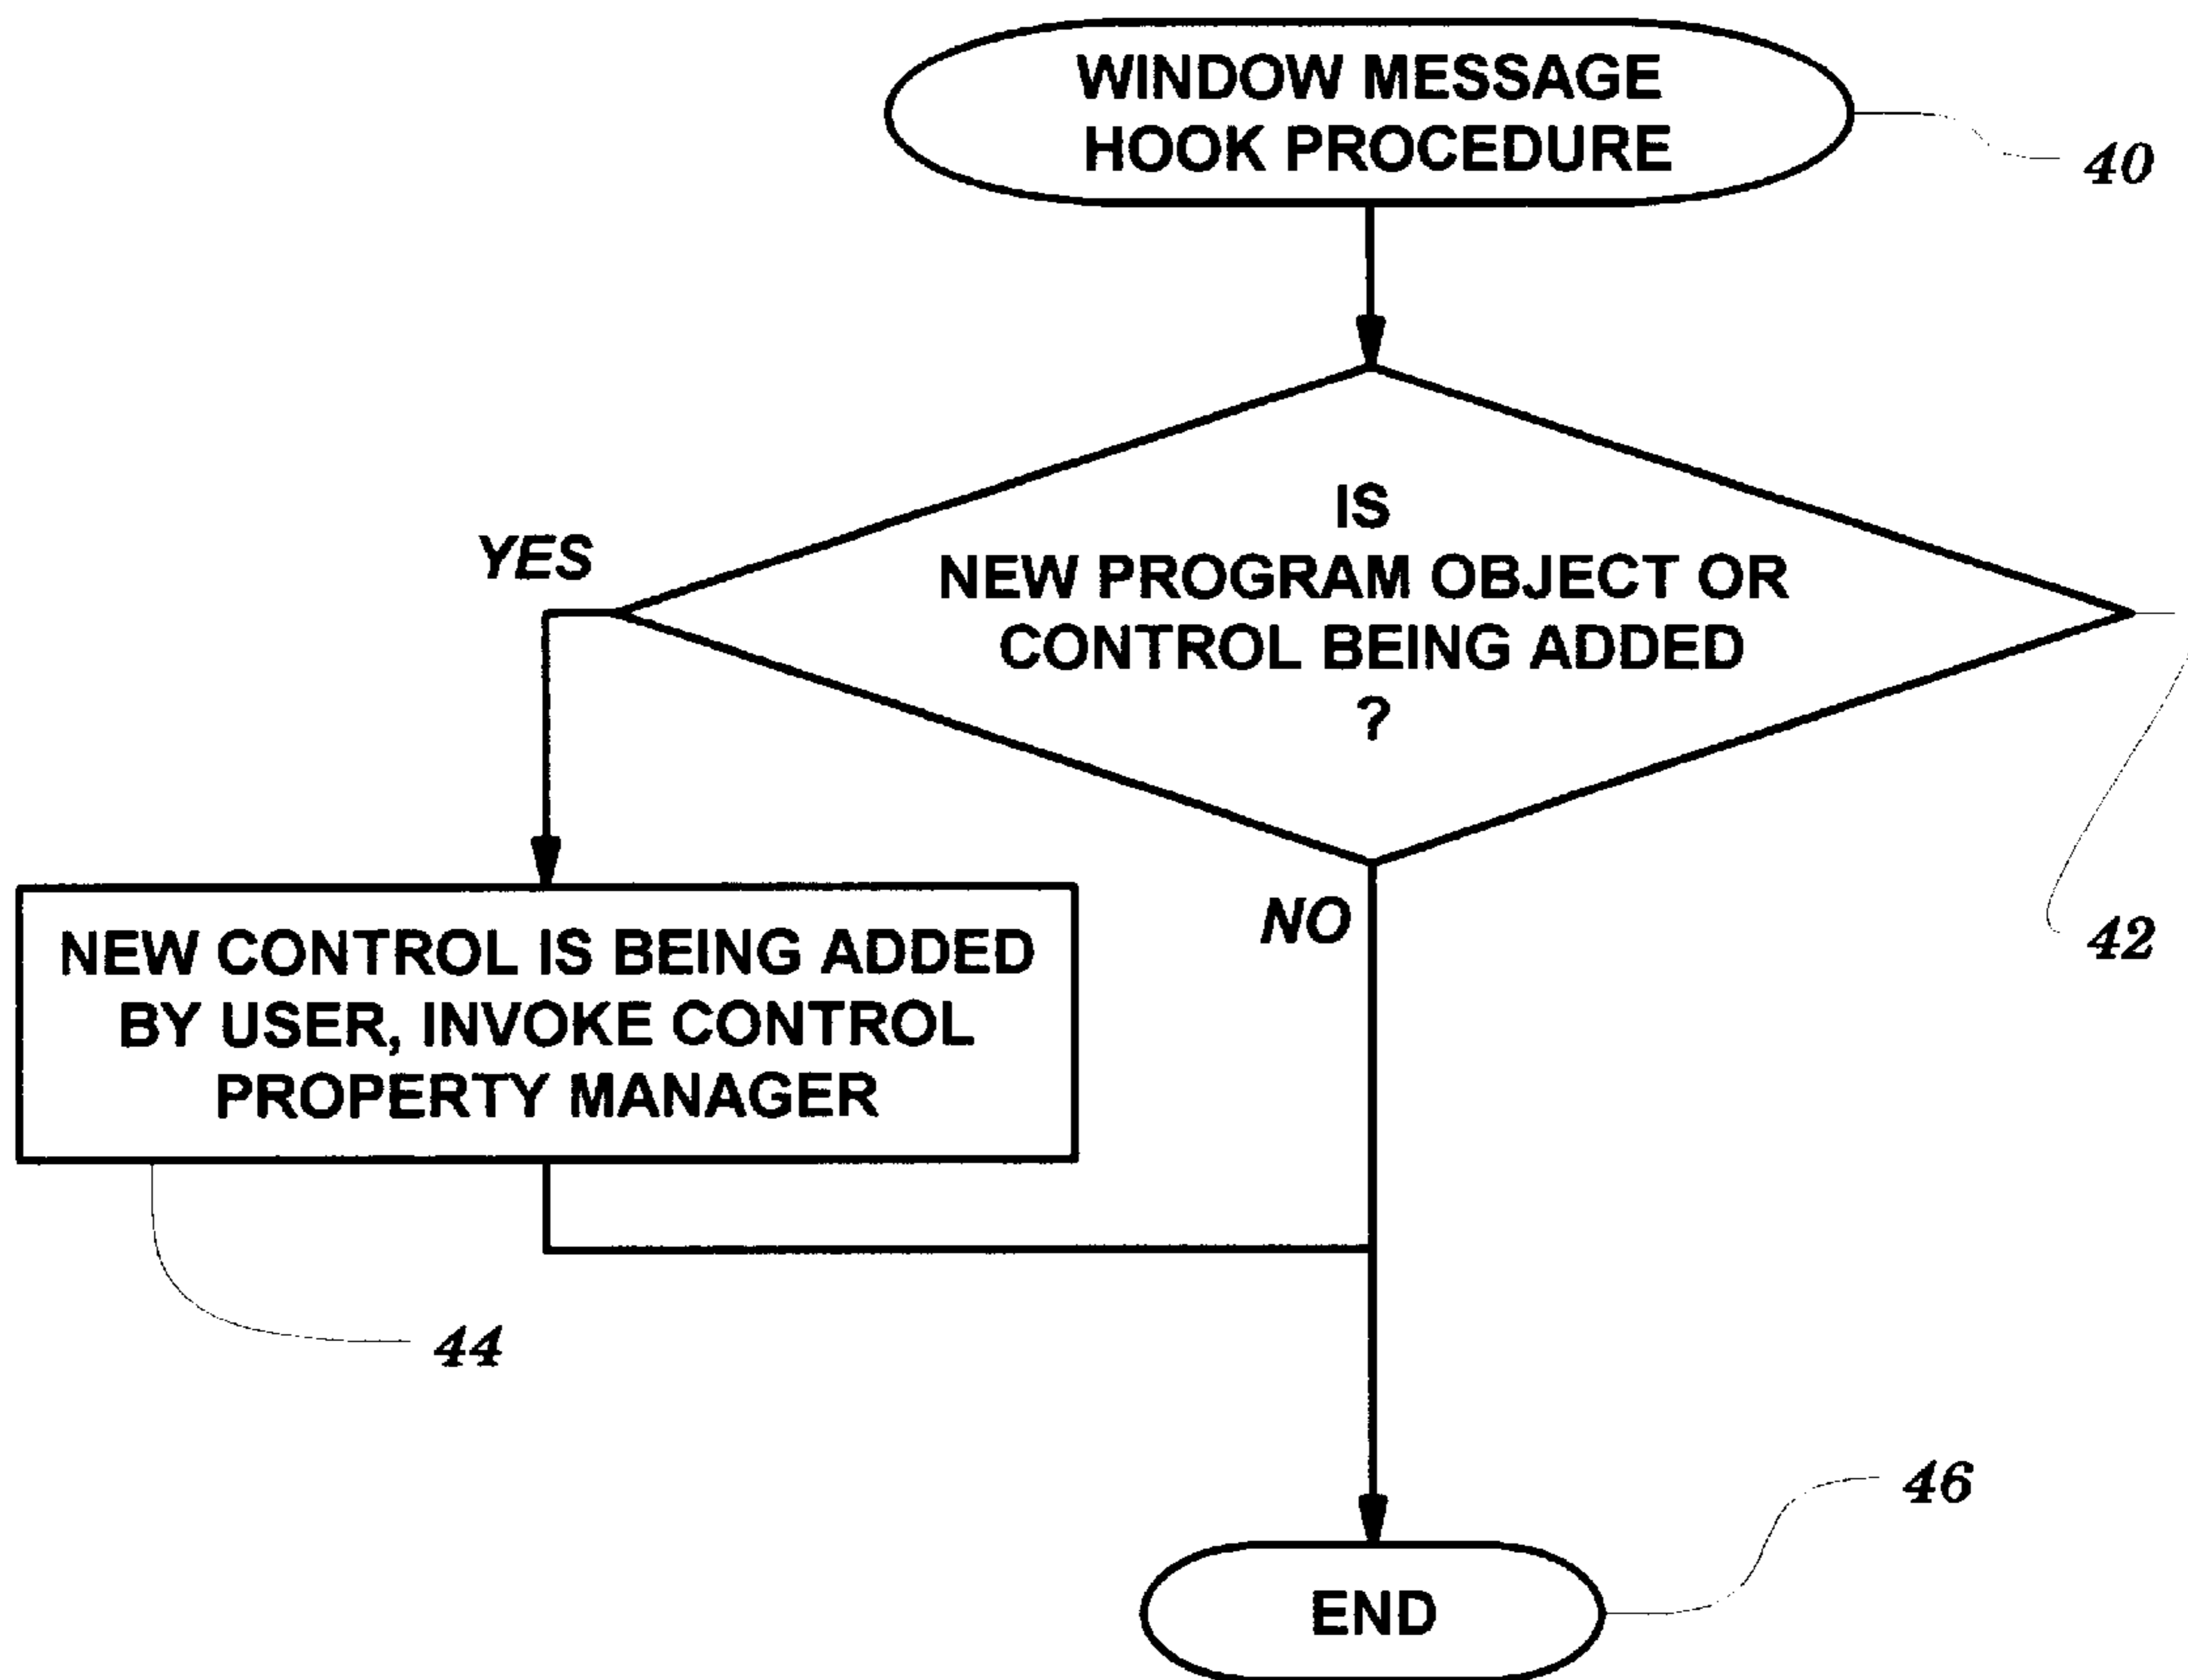 WINDOW MESSAGE
HOOK PROCEDURE
40
IS
NEW PROGRAM OBJECT OR
CONTROL BEING ADDED
?
YES
NO
42
NEW CONTROL IS BEING ADDED
BY USER, INVOKE CONTROL
PROPERTY MANAGER
44
46
END